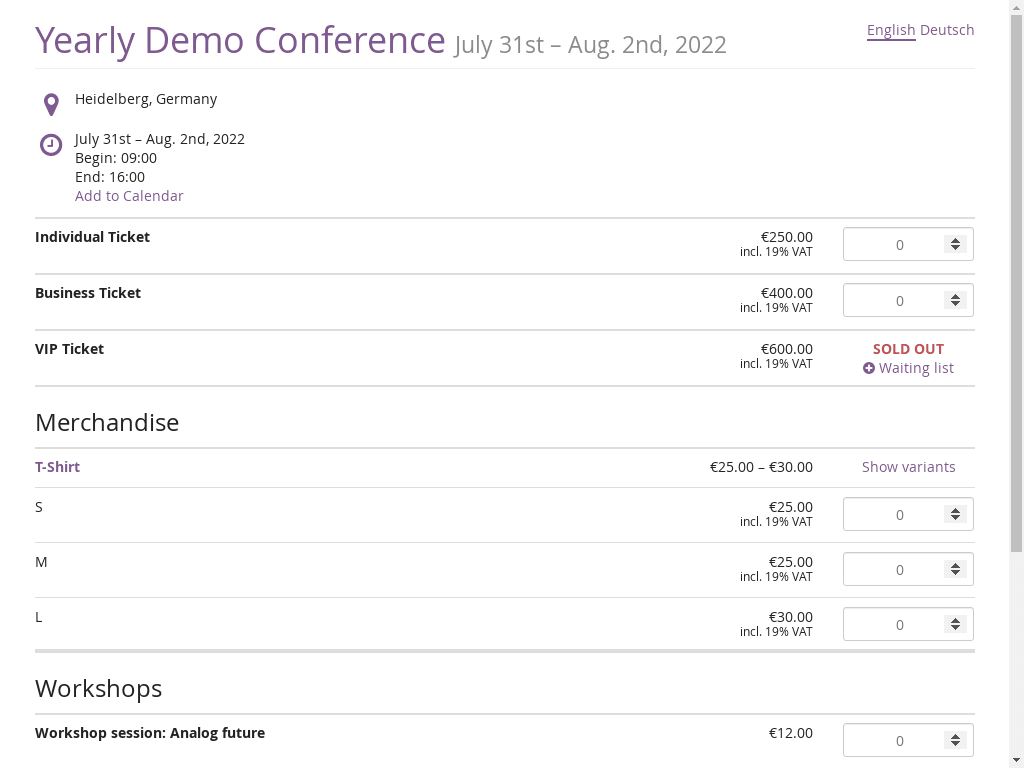 Yearly Demo Conference July 31st – Aug. 2nd, 2022
English Deutsch
Heidelberg, Germany
July 31st – Aug. 2nd, 2022
Begin: 09:00
End: 16:00
Add to Calendar
Individual Ticket €250.00 0
incl. 19% VAT
Business Ticket €400.00 0
incl. 19% VAT
VIP Ticket €600.00 SOLD OUT
incl. 19% VAT Waiting list
Merchandise
T-Shirt €25.00 – €30.00 Show variants
S €25.00 0
incl. 19% VAT
M €25.00 0
incl. 19% VAT
L €30.00 0
incl. 19% VAT
Workshops
Workshop session: Analog future €12.00 0